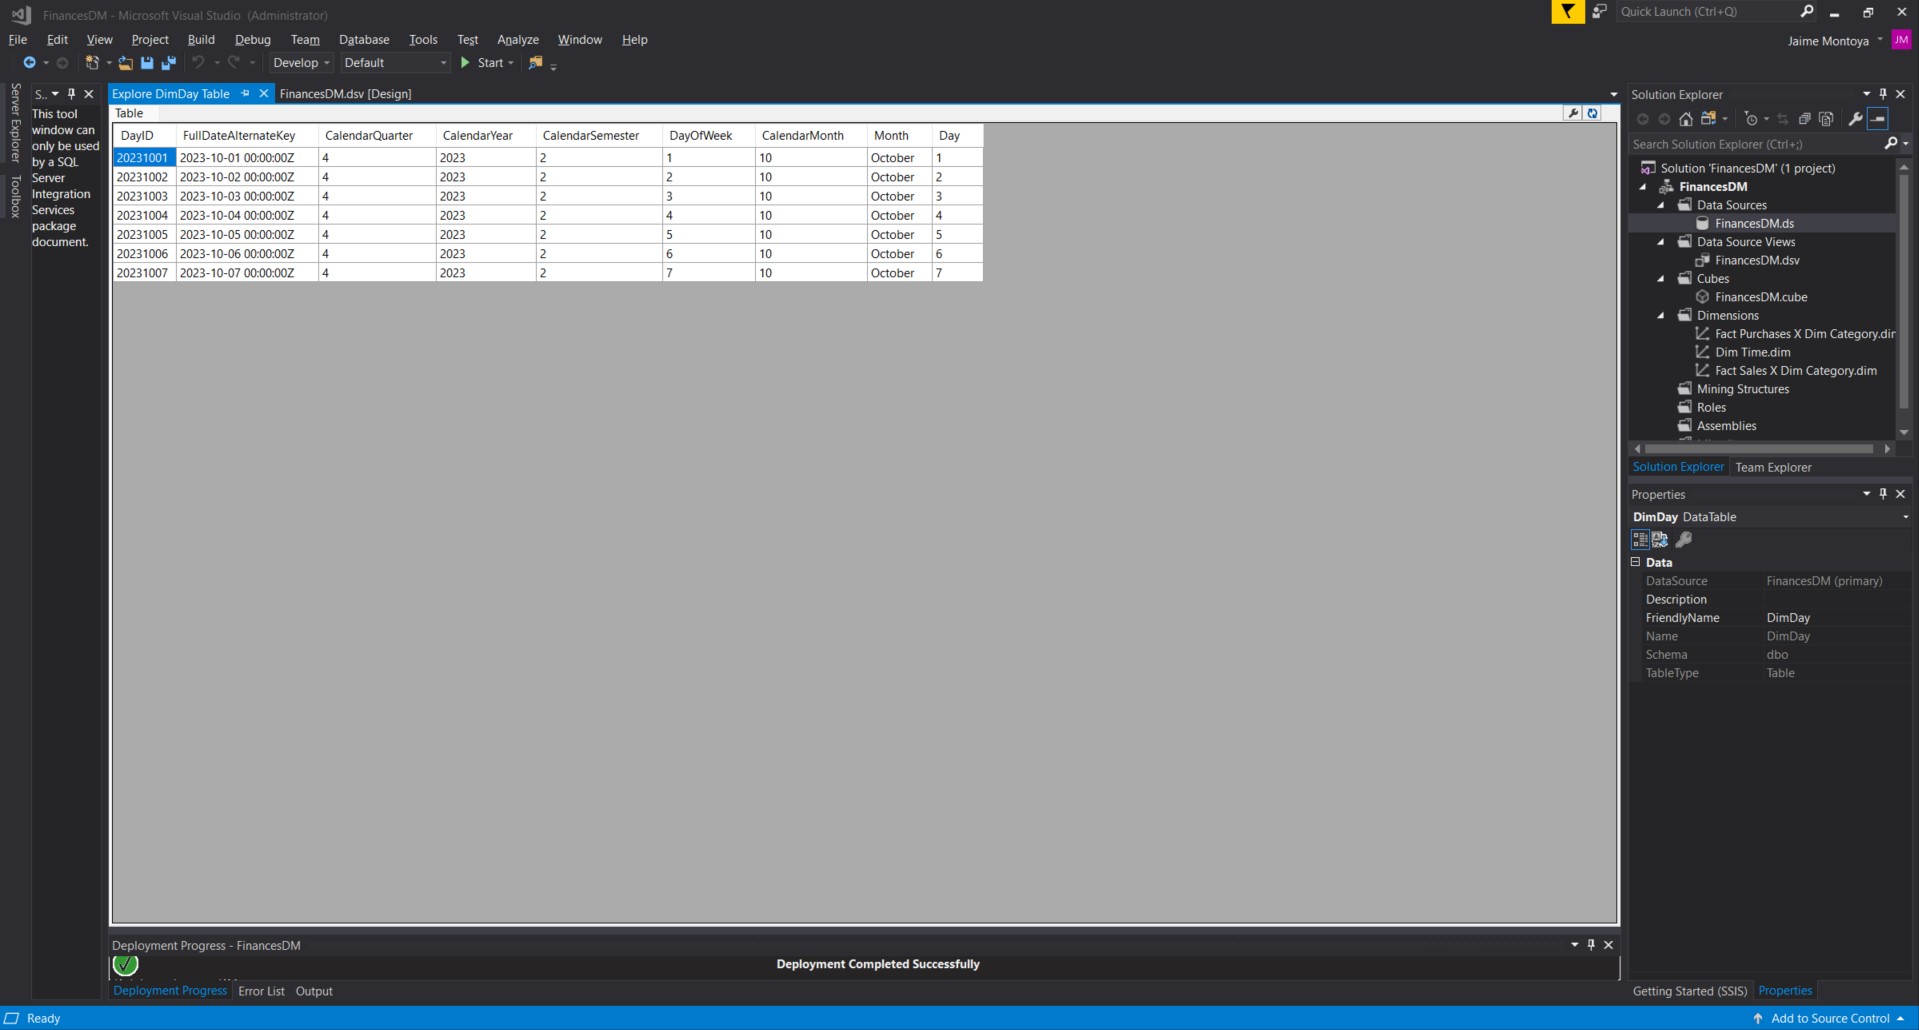 FinancesDM - Microsoft Visual Studio (Administrator)
Quick Launch (Ctrl+Q)
File Edit View Project Build Debug Team Database Tools Test Analyze Window Help
Jaime Montoya JM
Develop Default Start
Server Explorer
Toolbox
S..
This tool
window can
only be used
by a SQL
Server
Integration
Services
package
document.
Explore DimDay Table FinancesDM.dsv [Design]
Table
DayID FullDateAlternateKey CalendarQuarter CalendarYear CalendarSemester DayOfWeek CalendarMonth Month Day
20231001 2023-10-01 00:00:00Z 4 2023 2 1 10 October 1
20231002 2023-10-02 00:00:00Z 4 2023 2 2 10 October 2
20231003 2023-10-03 00:00:00Z 4 2023 2 3 10 October 3
20231004 2023-10-04 00:00:00Z 4 2023 2 4 10 October 4
20231005 2023-10-05 00:00:00Z 4 2023 2 5 10 October 5
20231006 2023-10-06 00:00:00Z 4 2023 2 6 10 October 6
20231007 2023-10-07 00:00:00Z 4 2023 2 7 10 October 7
Solution Explorer
Search Solution Explorer (Ctrl+;)
Solution 'FinancesDM' (1 project)
FinancesDM
Data Sources
FinancesDM.ds
Data Source Views
FinancesDM.dsv
Cubes
FinancesDM.cube
Dimensions
Fact Purchases X Dim Category.dir
Dim Time.dim
Fact Sales X Dim Category.dim
Mining Structures
Roles
Assemblies
Solution Explorer Team Explorer
Properties
DimDay DataTable
Data
DataSource FinancesDM (primary)
Description
FriendlyName DimDay
Name DimDay
Schema dbo
TableType Table
Deployment Progress - FinancesDM
Deployment Completed Successfully
Deployment Progress Error List Output
Getting Started (SSIS) Properties
Ready
Add to Source Control